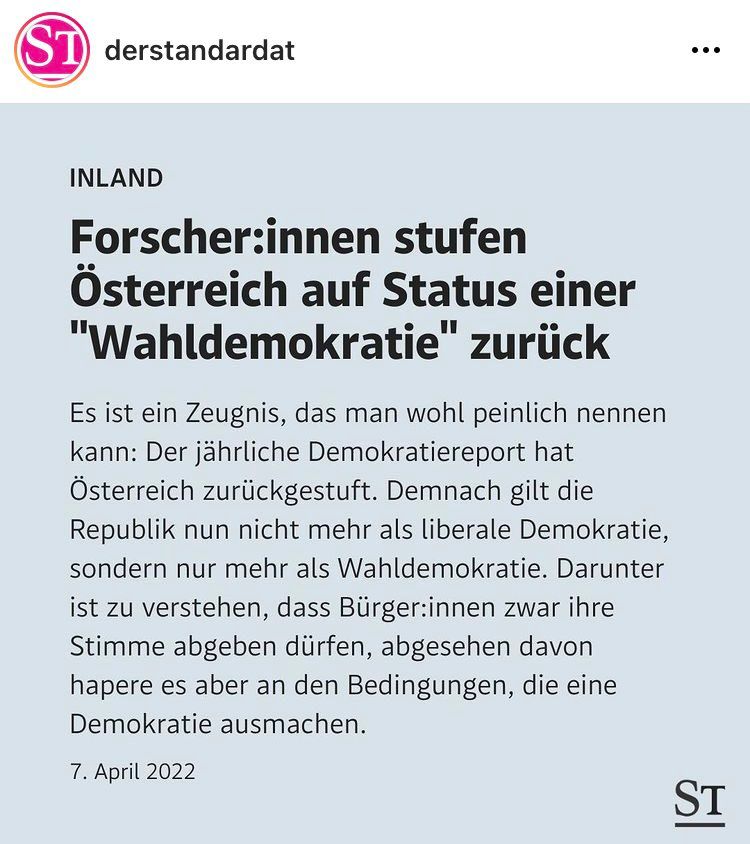 ST
derstandardat
INLAND
Forscher:innen stufen
Österreich auf Status einer
"Wahldemokratie" zurück
Es ist ein Zeugnis, das man wohl peinlich nennen
kann: Der jährliche Demokratiereport hat
Österreich zurückgestuft. Demnach gilt die
Republik nun nicht mehr als liberale Demokratie,
sondern nur mehr als Wahldemokratie. Darunter
ist zu verstehen, dass Bürger:innen zwar ihre
Stimme abgeben dürfen, abgesehen davon
hapere es aber an den Bedingungen, die eine
Demokratie ausmachen.
7. April 2022
ST